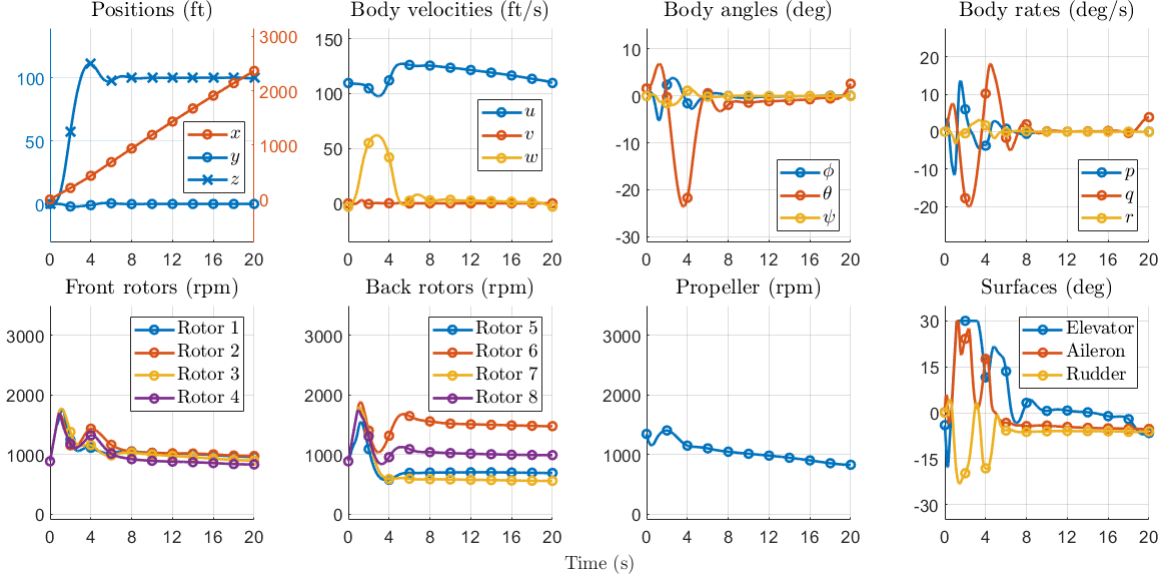 Positions (ft)
100
50
0
3000
2000
1000
0
x
y
z
0 4 8 12 16 20
Body velocities (ft/s)
150
100
50
0
u
v
w
0 4 8 12 16 20
Body angles (deg)
10
0
-10
-20
-30
ϕ
θ
ψ
0 4 8 12 16 20
Body rates (deg/s)
20
10
0
-10
-20
p
q
r
0 4 8 12 16 20
Front rotors (rpm)
3000
2000
1000
0
Rotor 1
Rotor 2
Rotor 3
Rotor 4
0 4 8 12 16 20
Back rotors (rpm)
3000
2000
1000
0
Rotor 5
Rotor 6
Rotor 7
Rotor 8
0 4 8 12 16 20
Propeller (rpm)
3000
2000
1000
0
0 4 8 12 16 20
Surfaces (deg)
30
15
0
-15
-30
Elevator
Aileron
Rudder
0 4 8 12 16 20
Time (s)